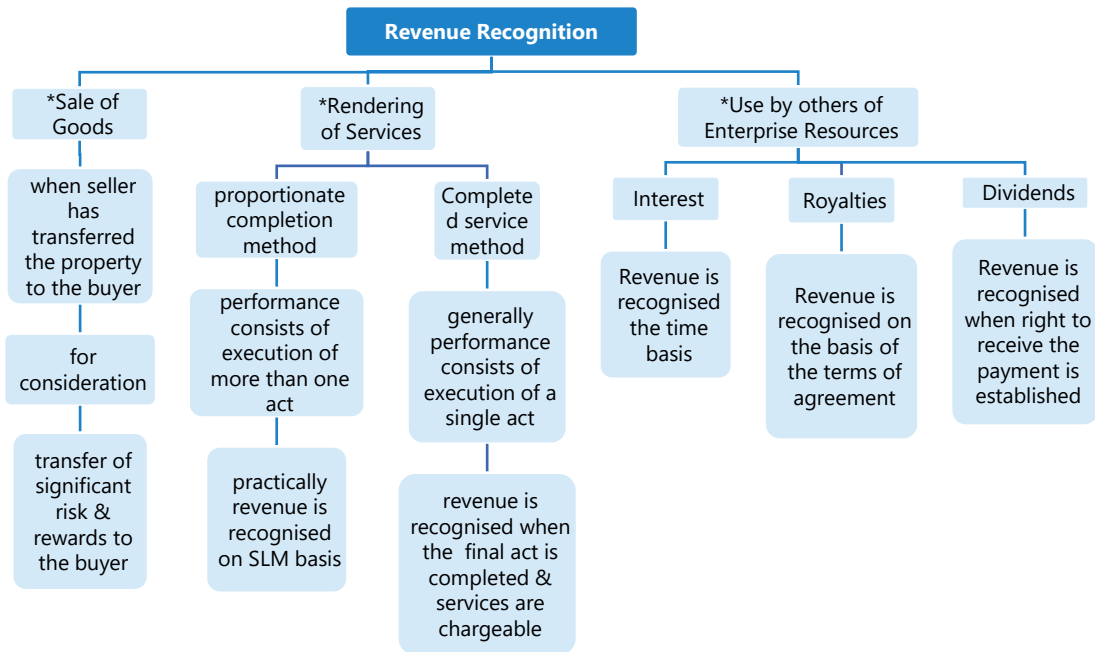 Revenue Recognition
*Sale of
Goods
when seller
has
transferred
the property
to the buyer
for
consideration
transfer of
significant
risk &
rewards to
the buyer
*Rendering
of Services
proportionate
completion
method
performance
consists of
execution of
more than one
act
practically
revenue is
recognised
on SLM basis
Complete
d service
method
generally
performance
consists of
execution of a
single act
revenue is
recognised when
the final act is
completed &
services are
chargeable
*Use by others of
Enterprise Resources
Interest
Revenue is
recognised
the time
basis
Royalties
Revenue is
recognised on
the basis of
the terms of
agreement
Dividends
Revenue is
recognised
when right to
receive the
payment is
established